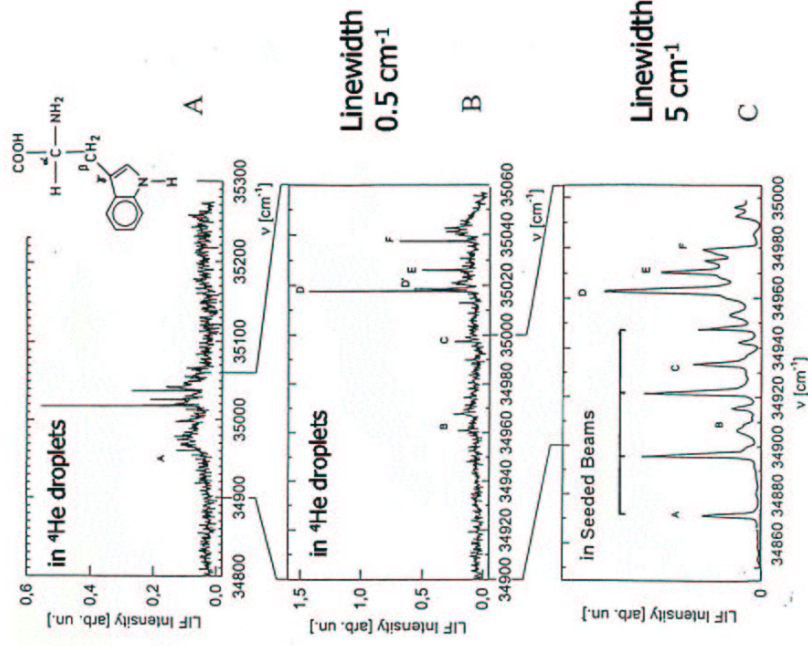 COOH
H — C — NH₂
α
β CH₂
γ
N
H
A
0,6
0,4
0,2
0,0
LIF Intensity [arb. un.]
in ⁴He droplets
A
34800 34900 35000 35100 35200 35300
ν [cm⁻¹]
Linewidth
0.5 cm⁻¹
B
1,5
1,0
0,5
0,0
LIF Intensity [arb. un.]
in ⁴He droplets
B C D D' E F
34900 34920 34940 34960 34980 35000 35020 35040 35060
ν [cm⁻¹]
Linewidth
5 cm⁻¹
C
0
LIF Intensity [arb. un.]
in Seeded Beams
A B C D E F
34860 34880 34900 34920 34940 34960 34980 35000
ν [cm⁻¹]